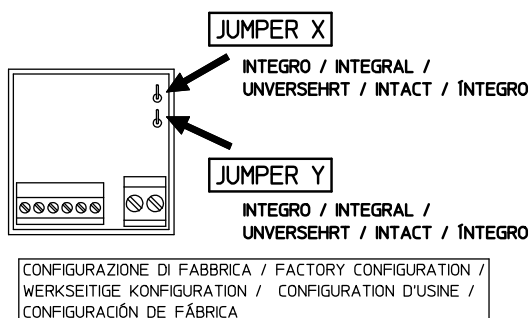 JUMPER X
INTEGRO / INTEGRAL /
UNVERSEHRT / INTACT / ÍNTEGRO
JUMPER Y
INTEGRO / INTEGRAL /
UNVERSEHRT / INTACT / ÍNTEGRO
CONFIGURAZIONE DI FABBRICA / FACTORY CONFIGURATION /
WERKSEITIGE KONFIGURATION / CONFIGURATION D'USINE /
CONFIGURACIÓN DE FÁBRICA